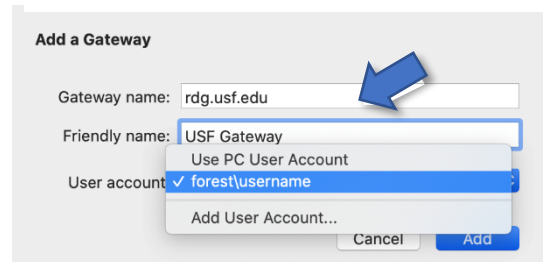 Add a Gateway
Gateway name: rdg.usf.edu
Friendly name: USF Gateway
Use PC User Account
User account ✓ forest\username
Add User Account...
Cancel Add